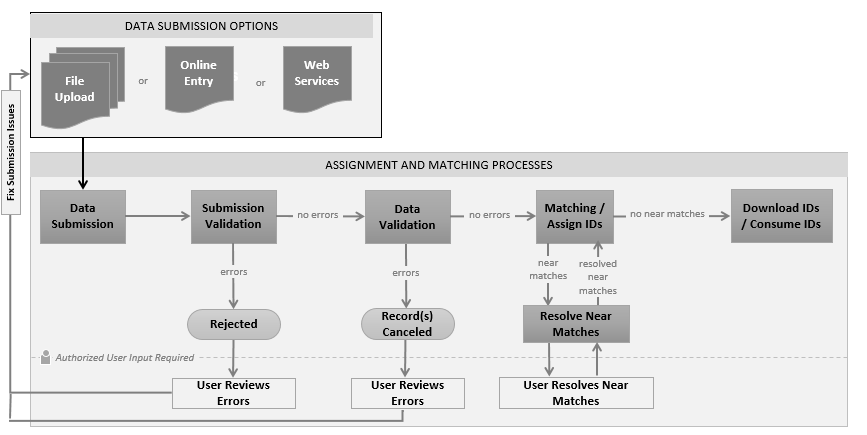 DATA SUBMISSION OPTIONS
File
Upload
or
Online
Entry
or
Web
Services
Fix Submission Issues
ASSIGNMENT AND MATCHING PROCESSES
Data
Submission
Submission
Validation
no errors
Data
Validation
no errors
Matching /
Assign IDs
no near matches
Download IDs
/ Consume IDs
errors
errors
near
matches
resolved
near
matches
Rejected
Record(s)
Canceled
Resolve Near
Matches
Authorized User Input Required
User Reviews
Errors
User Reviews
Errors
User Resolves Near
Matches